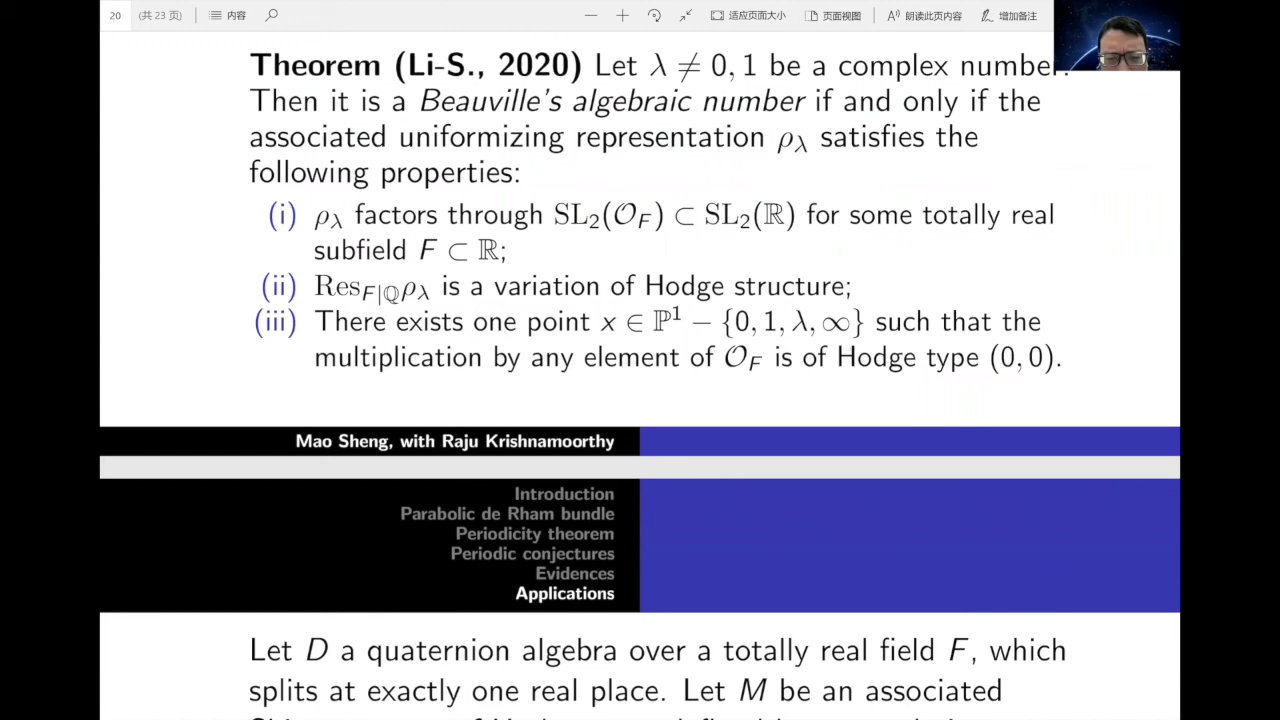 20 (共 23 页) 内容 适应页面大小 页面视图 朗读此页内容 增加备注
Theorem (Li-S., 2020) Let λ ≠ 0, 1 be a complex number.
Then it is a Beauville's algebraic number if and only if the
associated uniformizing representation ρ_λ satisfies the
following properties:
(i) ρ_λ factors through SL₂(𝒪_F) ⊂ SL₂(ℝ) for some totally real
subfield F ⊂ ℝ;
(ii) Res_{F|ℚ}ρ_λ is a variation of Hodge structure;
(iii) There exists one point x ∈ ℙ¹ − {0, 1, λ, ∞} such that the
multiplication by any element of 𝒪_F is of Hodge type (0, 0).
Mao Sheng, with Raju Krishnamoorthy
Introduction
Parabolic de Rham bundle
Periodicity theorem
Periodic conjectures
Evidences
Applications
Let D a quaternion algebra over a totally real field F, which
splits at exactly one real place. Let M be an associated